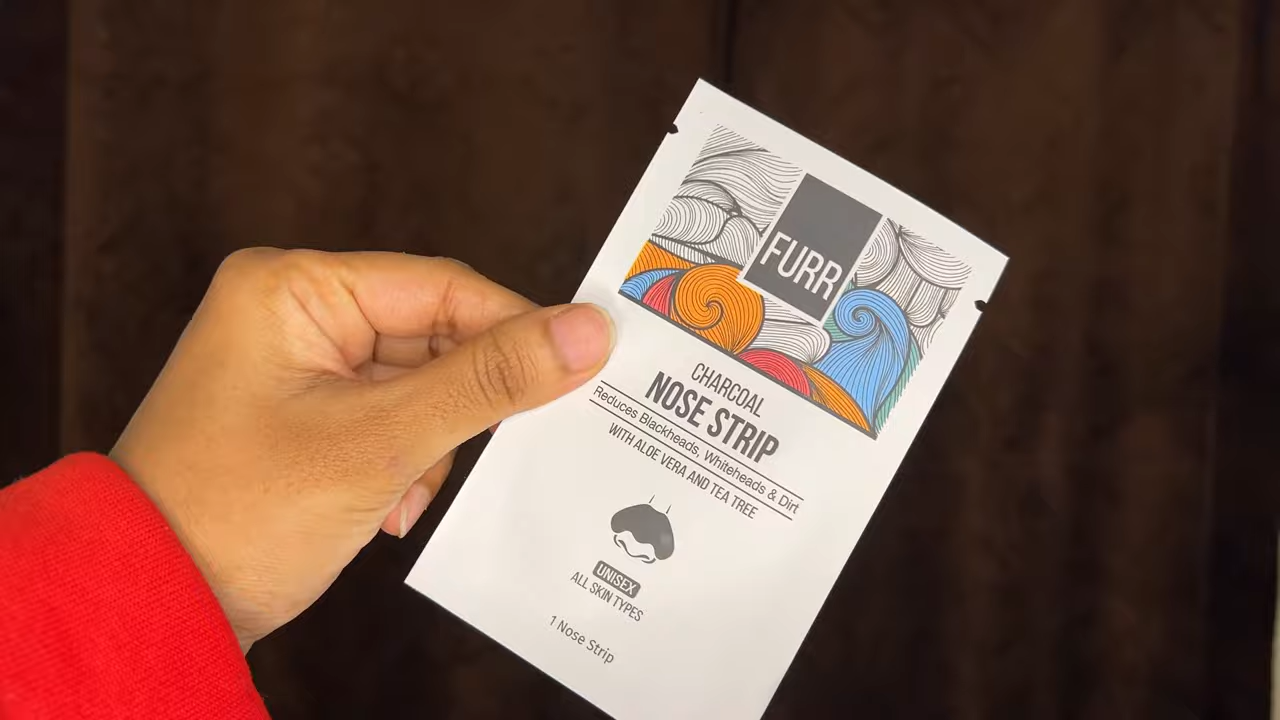 FURR
CHARCOAL
NOSE STRIP
Reduces Blackheads, Whiteheads & Dirt
WITH ALOE VERA AND TEA TREE
UNISEX
ALL SKIN TYPES
1 Nose Strip